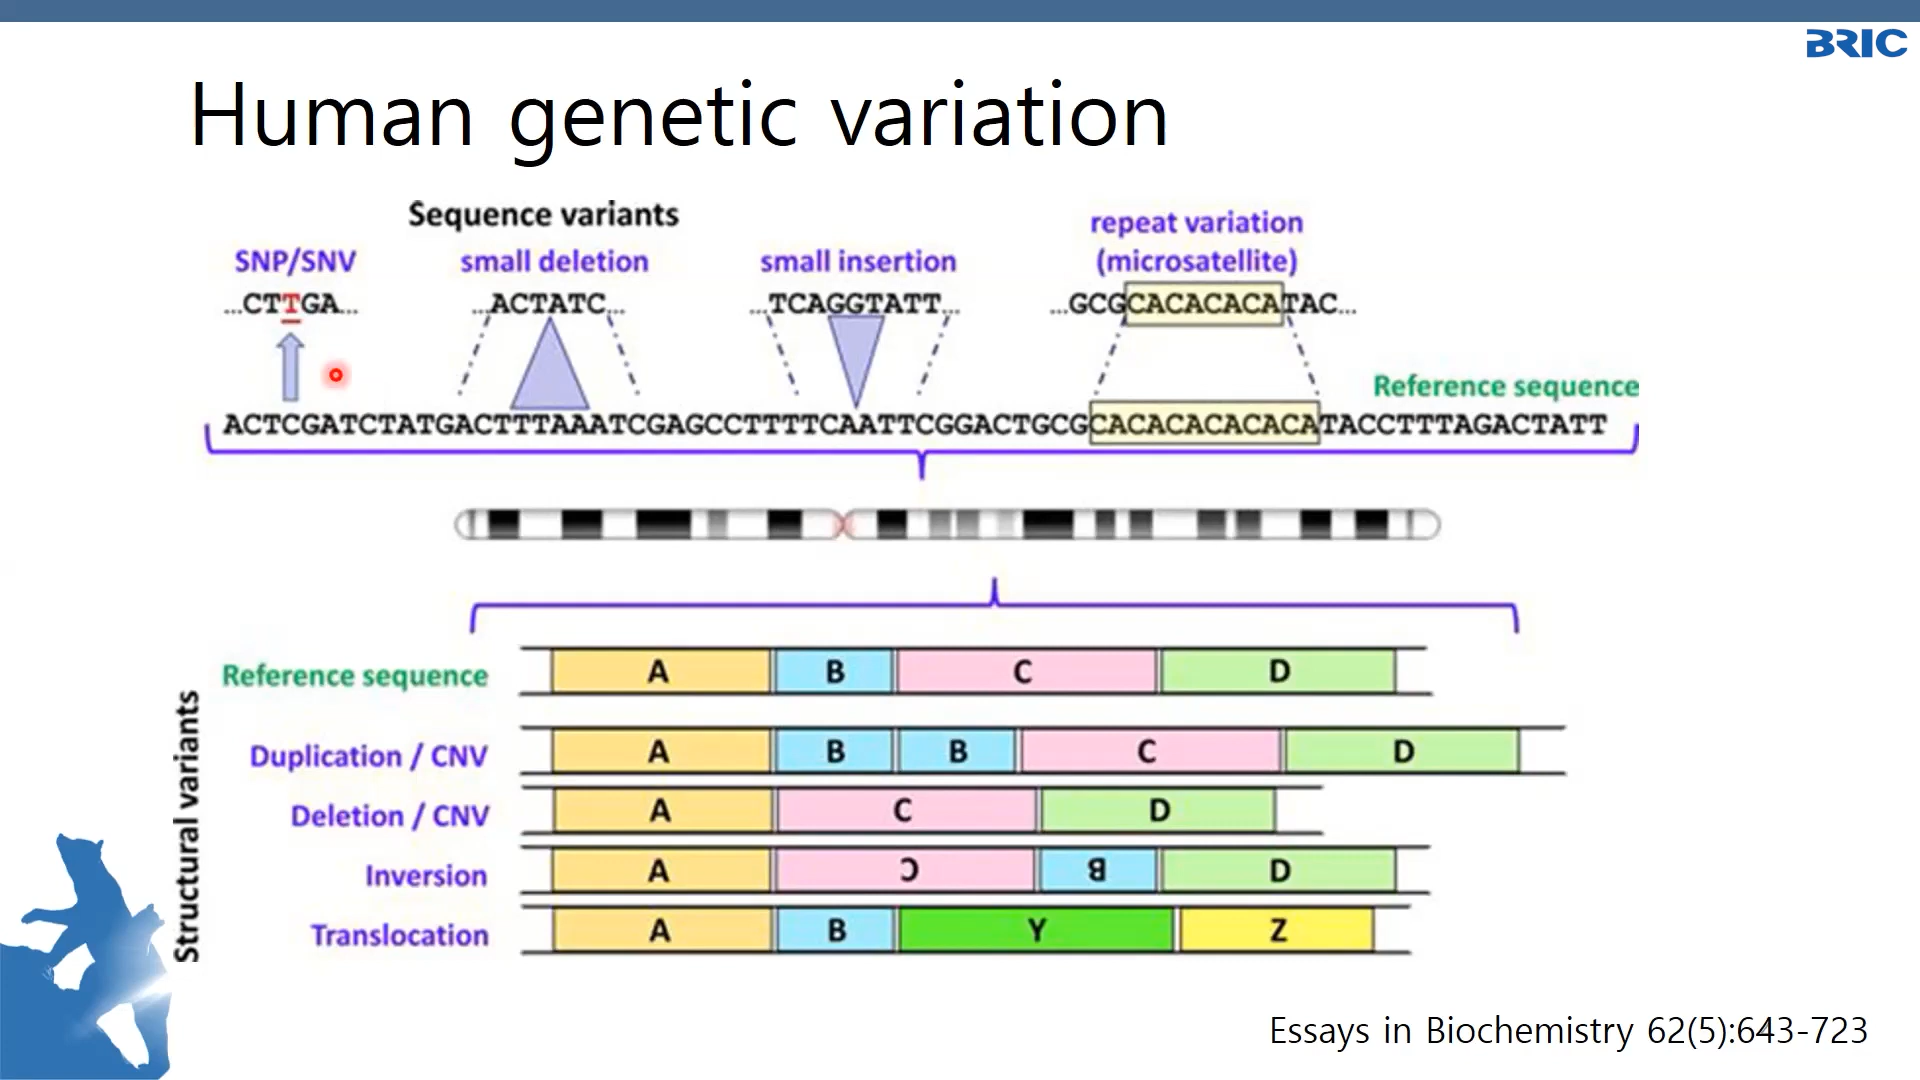 BRIC
Human genetic variation
Sequence variants
SNP/SNV
small deletion
small insertion
repeat variation
(microsatellite)
...CTTGA...
...ACTATC...
...TCAGGTATT...
...GCGCACACACATAC...
Reference sequence
ACTCGATCTATGACTTTAAATCGAGCCTTTTCAATTCGGACTGCGCACACACACACATACCTTTAGACTATT
Structural variants
Reference sequence A B C D
Duplication / CNV A B B C D
Deletion / CNV A C D
Inversion A C B D
Translocation A B Y Z
Essays in Biochemistry 62(5):643-723